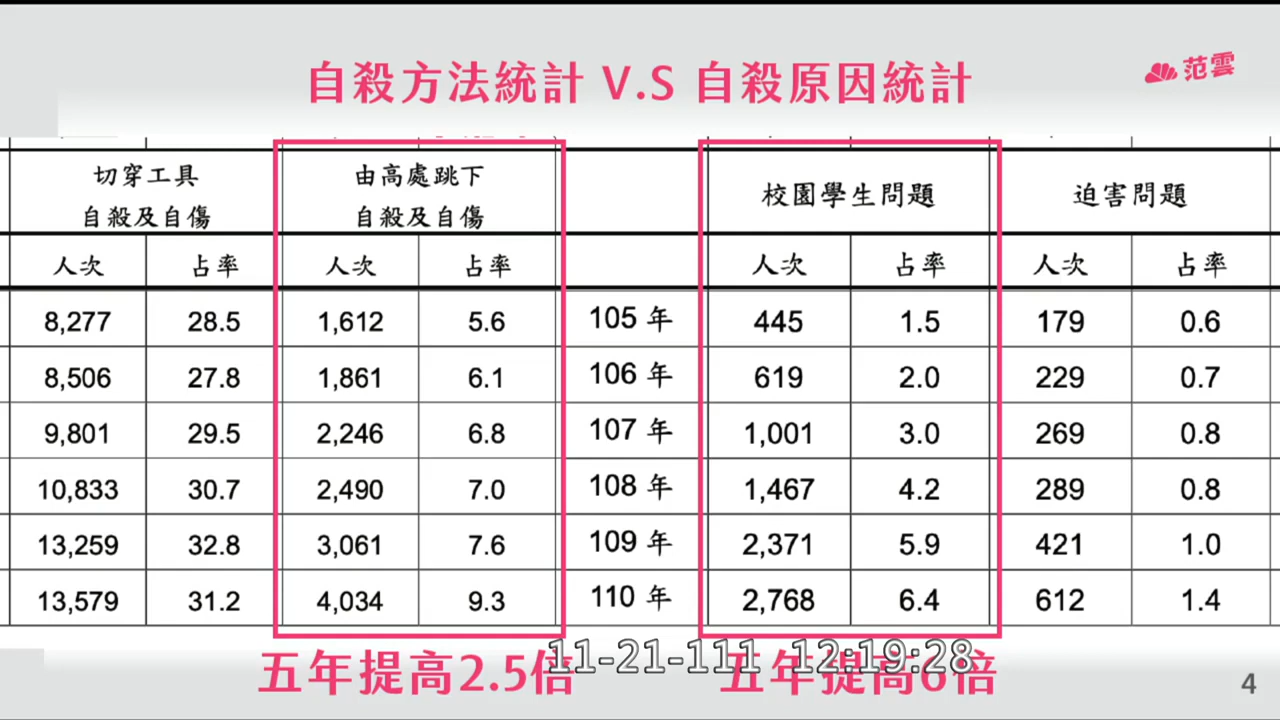 自殺方法統計 V.S 自殺原因統計
范雲
切穿工具 自殺及自傷 由高處跳下 自殺及自傷 校園學生問題 迫害問題
人次 占率 人次 占率 人次 占率 人次 占率
8,277 28.5 1,612 5.6 105 年 445 1.5 179 0.6
8,506 27.8 1,861 6.1 106 年 619 2.0 229 0.7
9,801 29.5 2,246 6.8 107 年 1,001 3.0 269 0.8
10,833 30.7 2,490 7.0 108 年 1,467 4.2 289 0.8
13,259 32.8 3,061 7.6 109 年 2,371 5.9 421 1.0
13,579 31.2 4,034 9.3 110 年 2,768 6.4 612 1.4
11-21-111 12:19:28
五年提高2.5倍 五年提高6倍
4